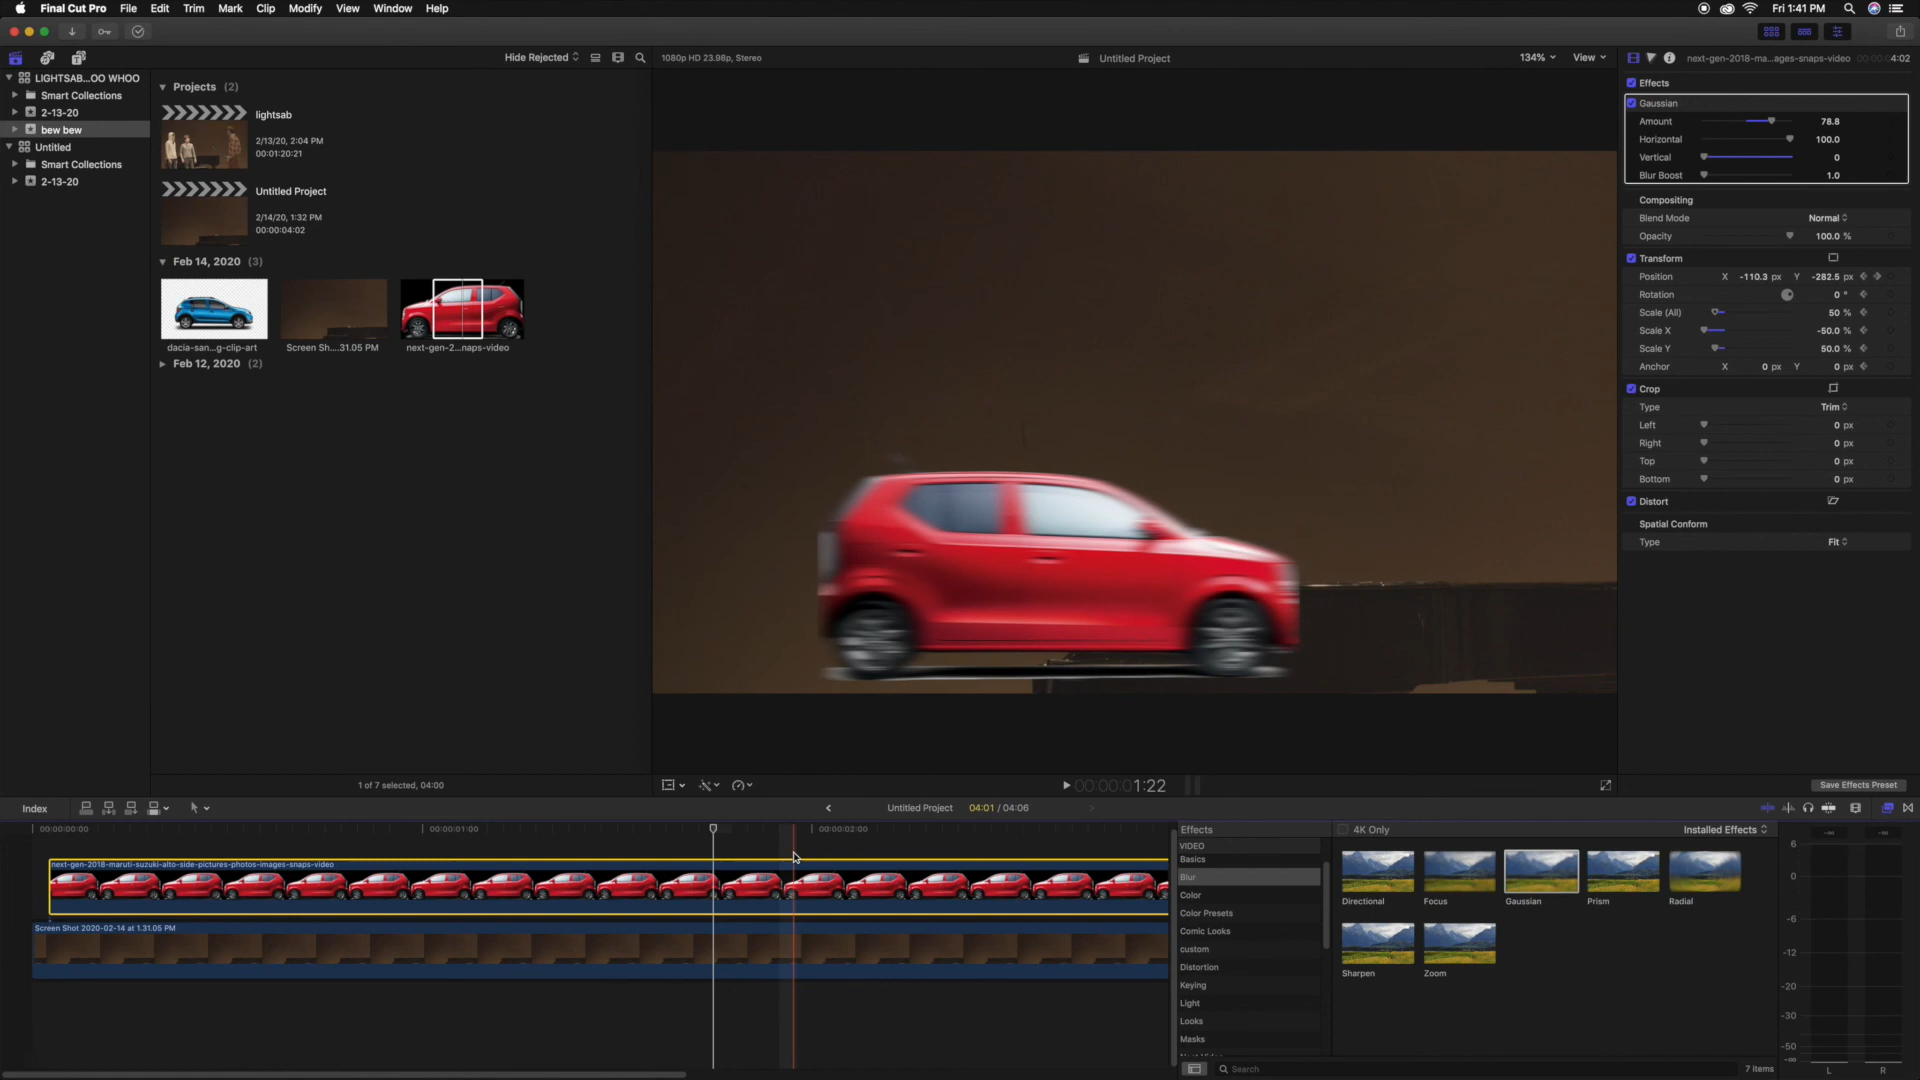 Final Cut Pro File Edit Trim Mark Clip Modify View Window Help Fri 1:41 PM
Hide Rejected
1080p HD 23.98p, Stereo
Untitled Project
134%
View
next-gen-2018-ma...ages-snaps-video
4:02
LIGHTSAB...OO WHOO
Smart Collections
2-13-20
bew bew
Untitled
Smart Collections
2-13-20
Projects (2)
lightsab
2/13/20, 2:04 PM
00:01:20:21
Untitled Project
2/14/20, 1:32 PM
00:00:04:02
Feb 14, 2020 (3)
dacia-san...g-clip-art
Screen Sh....31.05 PM
next-gen-2...naps-video
Feb 12, 2020 (2)
1 of 7 selected, 04:00
00:00:00:01:22
Effects
Gaussian
Amount 78.8
Horizontal 100.0
Vertical 0
Blur Boost 1.0
Compositing
Blend Mode Normal
Opacity 100.0 %
Transform
Position X -110.3 px Y -282.5 px
Rotation 0 °
Scale (All) 50 %
Scale X -50.0 %
Scale Y 50.0 %
Anchor X 0 px Y 0 px
Crop
Type Trim
Left 0 px
Right 0 px
Top 0 px
Bottom 0 px
Distort
Spatial Conform
Type Fit
Save Effects Preset
Index
Untitled Project 04:01 / 04:06
00:00:00:00
00:00:01:00
00:00:02:00
next-gen-2018-maruti-suzuki-alto-side-pictures-photos-images-snaps-video
Screen Shot 2020-02-14 at 1.31.05 PM
Effects
4K Only
Installed Effects
VIDEO
Basics
Blur
Color
Color Presets
Comic Looks
custom
Distortion
Keying
Light
Looks
Masks
Directional
Focus
Gaussian
Prism
Radial
Sharpen
Zoom
Search
7 items
-∞ -∞
6
0
-6
-12
-20
-30
-50
-∞
L R